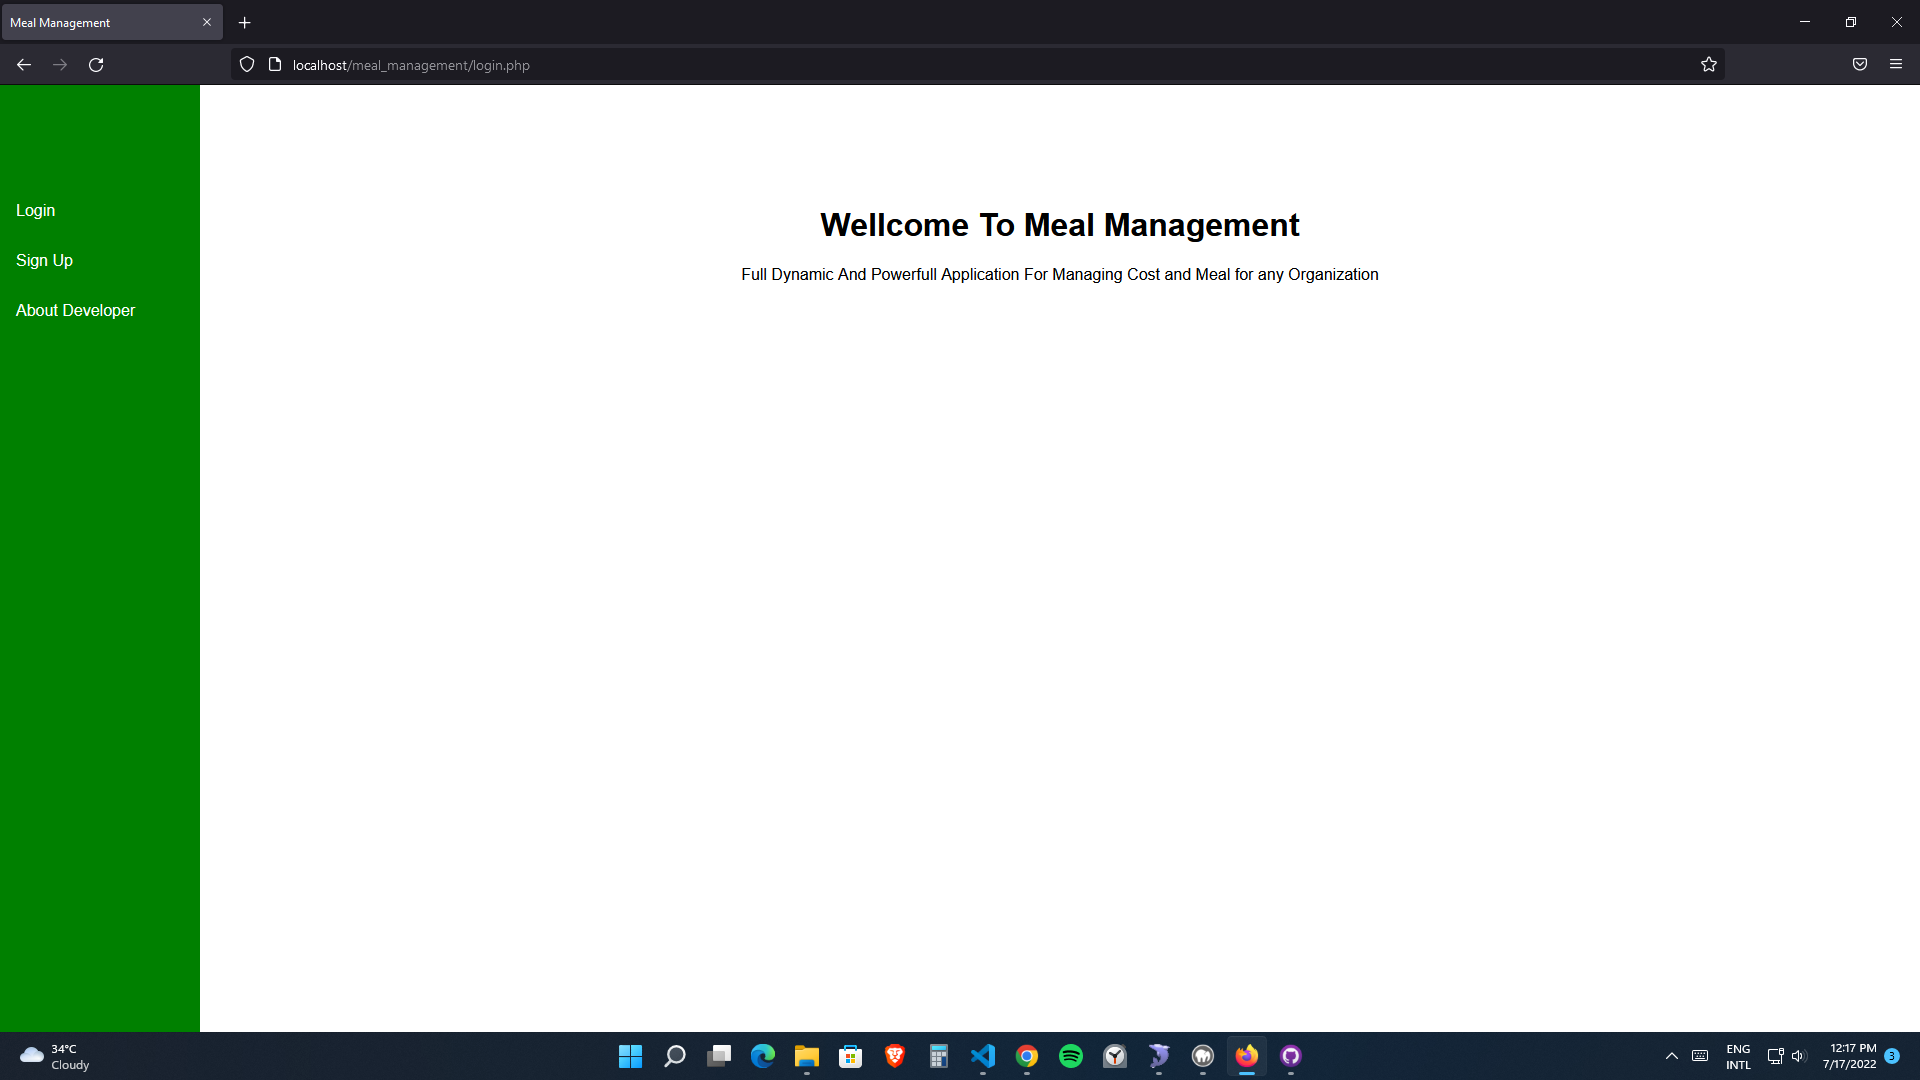 Meal Management
localhost/meal_management/login.php
Login
Sign Up
About Developer
Wellcome To Meal Management
Full Dynamic And Powerfull Application For Managing Cost and Meal for any Organization
34°C
Cloudy
ENG
INTL
12:17 PM
7/17/2022
3